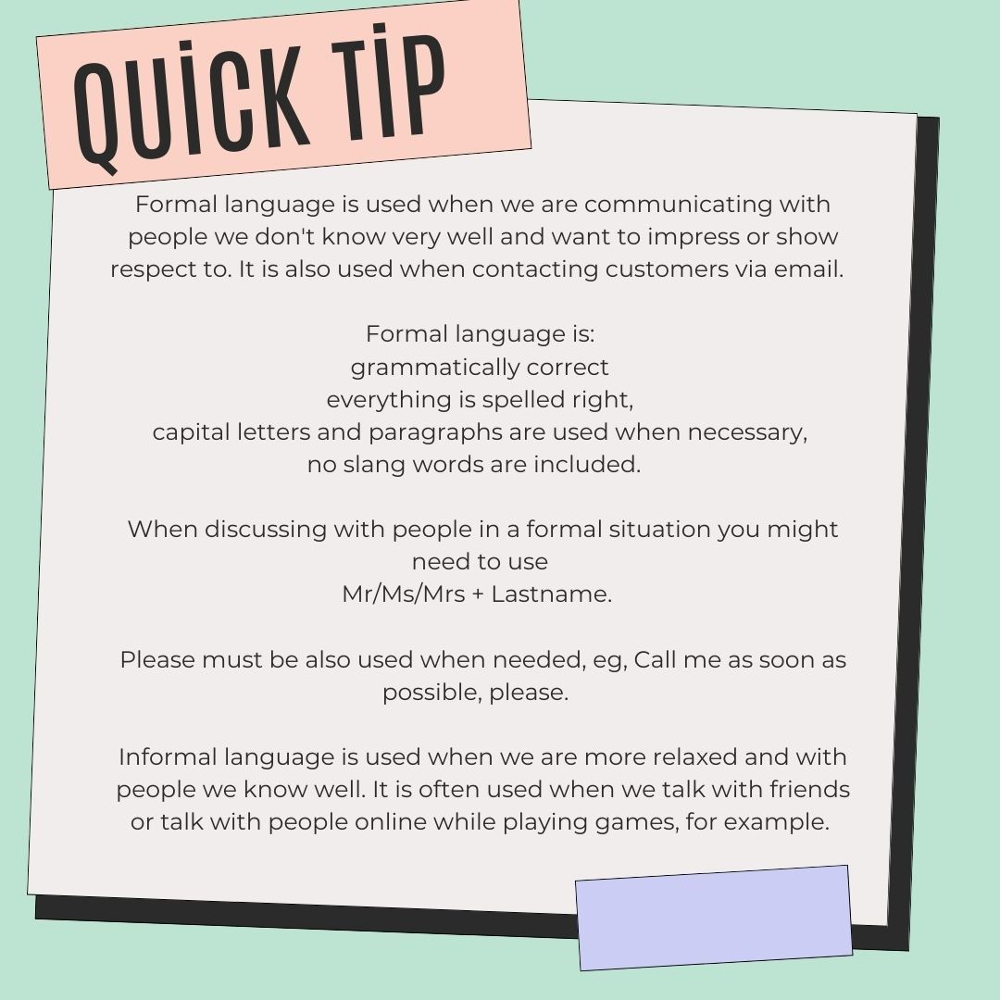 QUİCK TİP
Formal language is used when we are communicating with
people we don't know very well and want to impress or show
respect to. It is also used when contacting customers via email.
Formal language is:
grammatically correct
everything is spelled right,
capital letters and paragraphs are used when necessary,
no slang words are included.
When discussing with people in a formal situation you might
need to use
Mr/Ms/Mrs + Lastname.
Please must be also used when needed, eg, Call me as soon as
possible, please.
Informal language is used when we are more relaxed and with
people we know well. It is often used when we talk with friends
or talk with people online while playing games, for example.